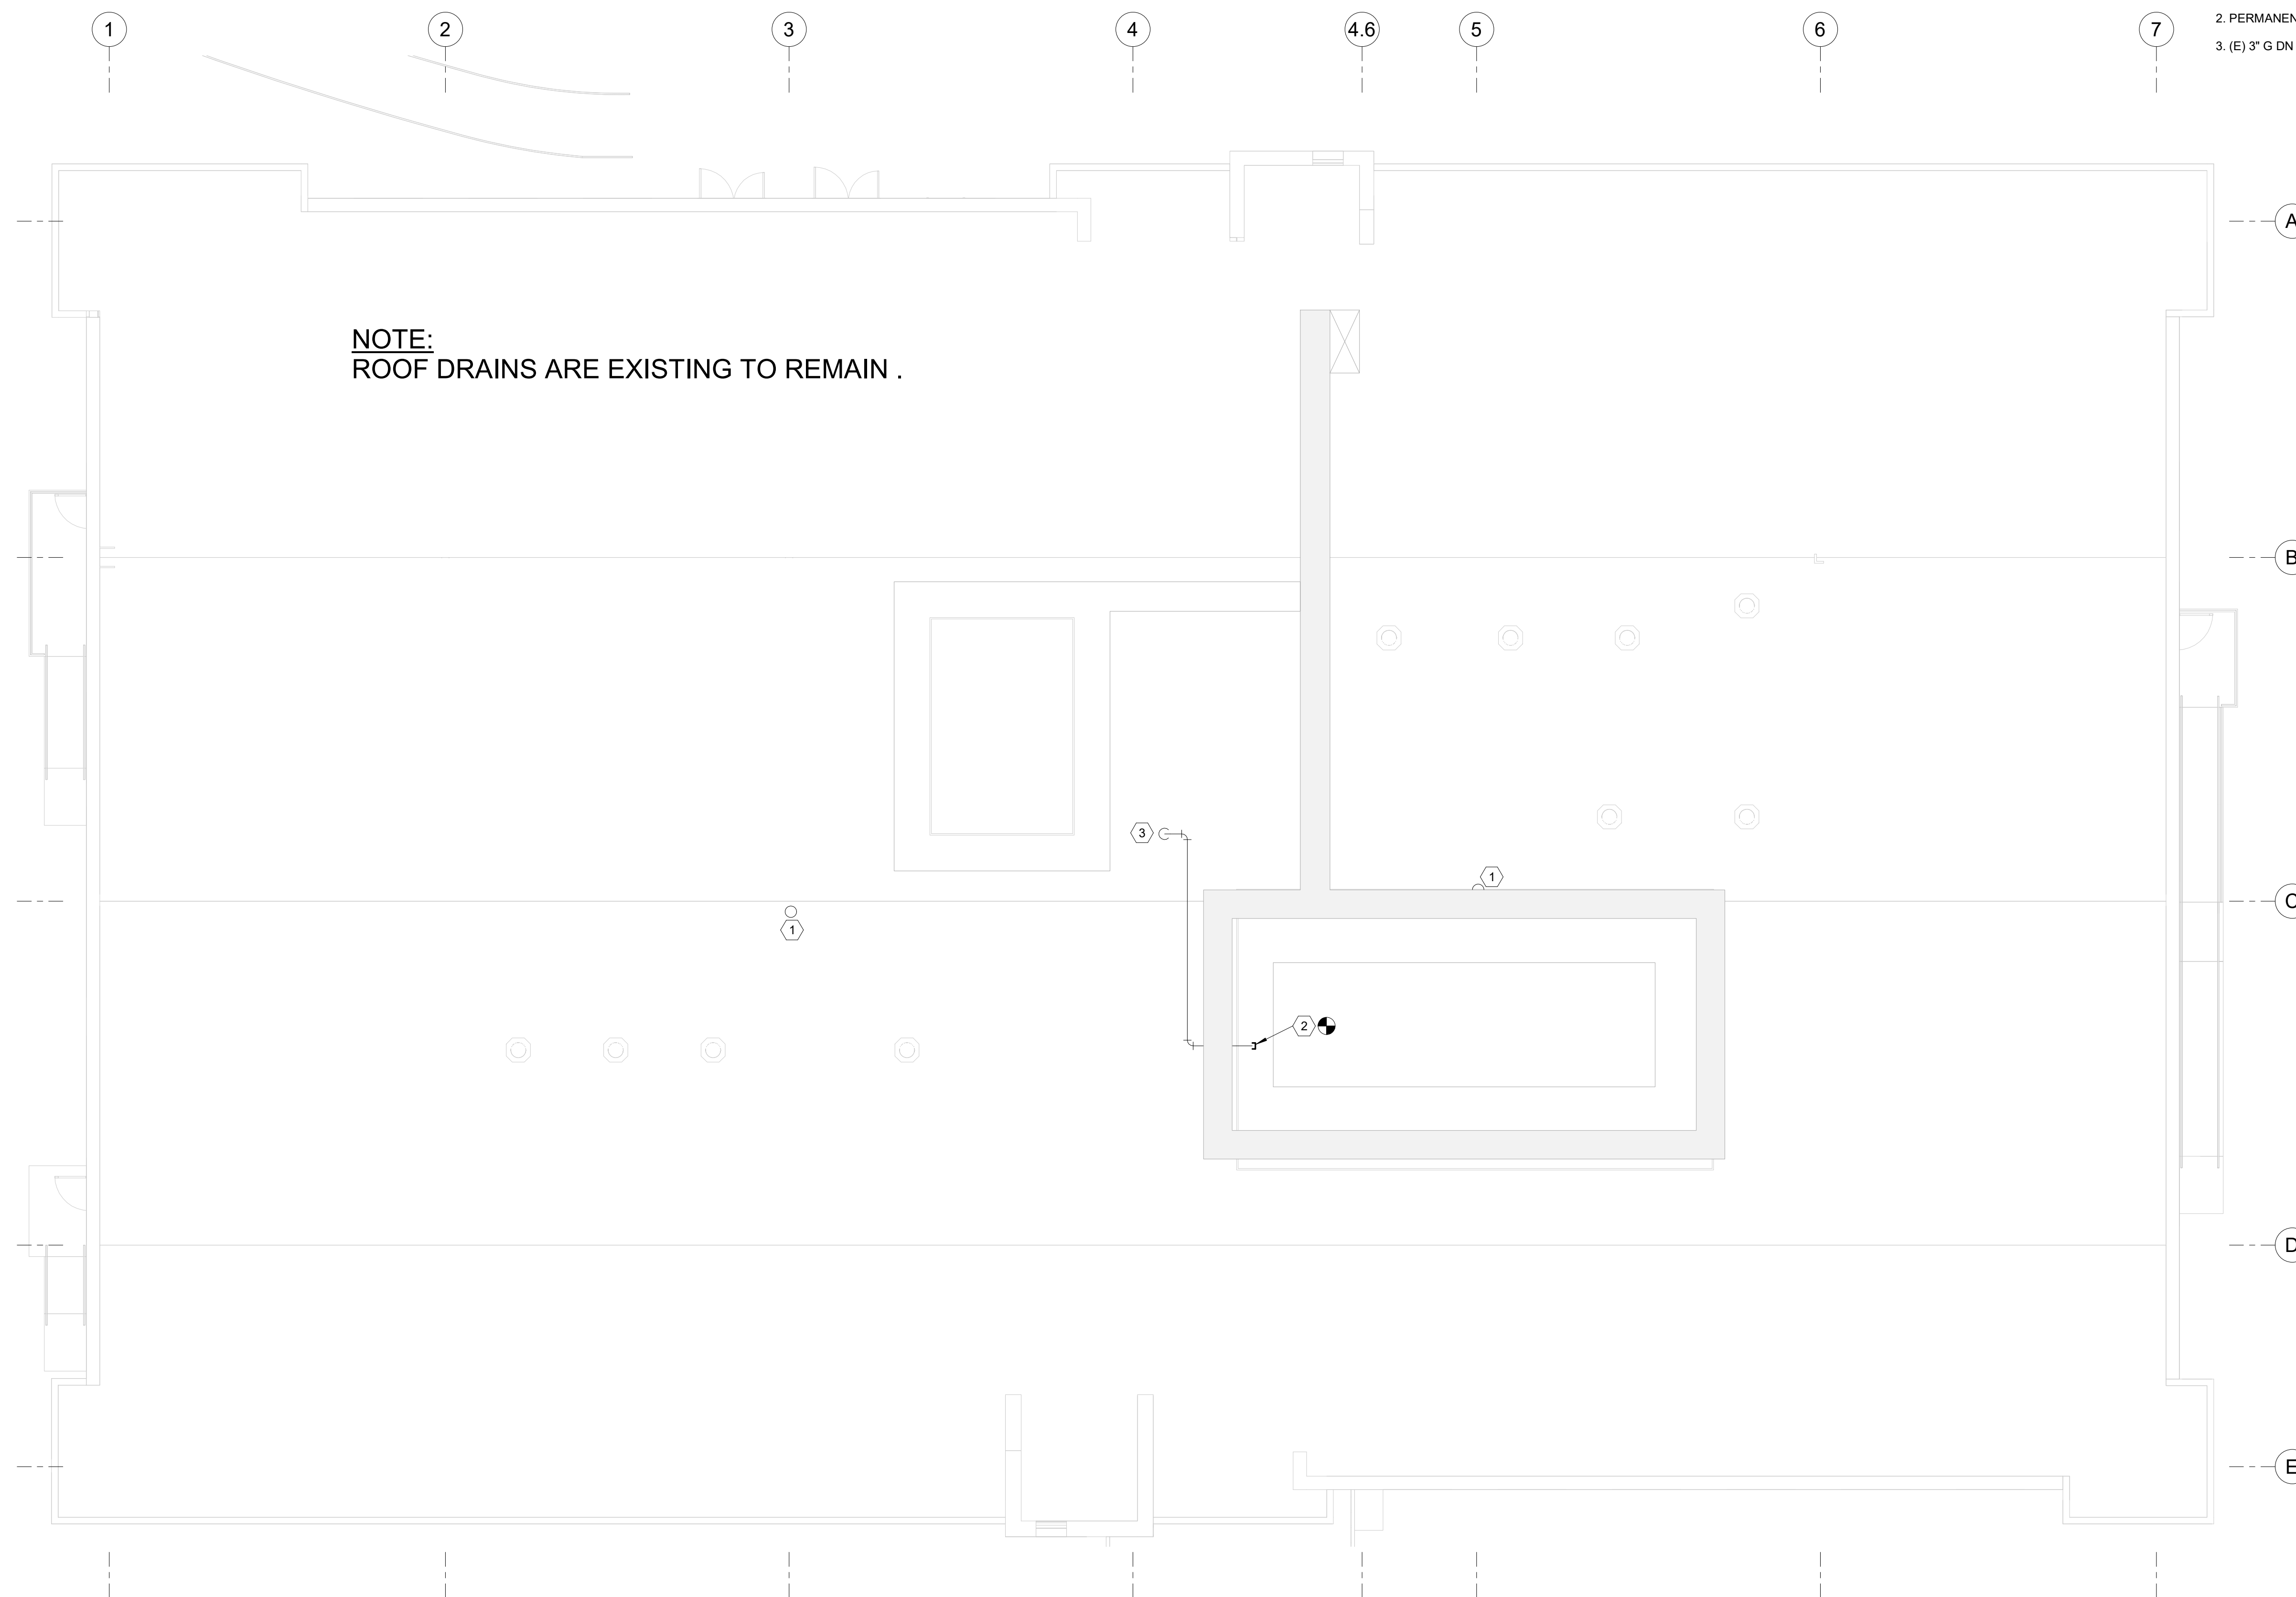 1 2 3 4 4.6 5 6 7
2. PERMANEN
3. (E) 3" G DN
A
NOTE:
ROOF DRAINS ARE EXISTING TO REMAIN .
B
3
1
C
1
2
D
E